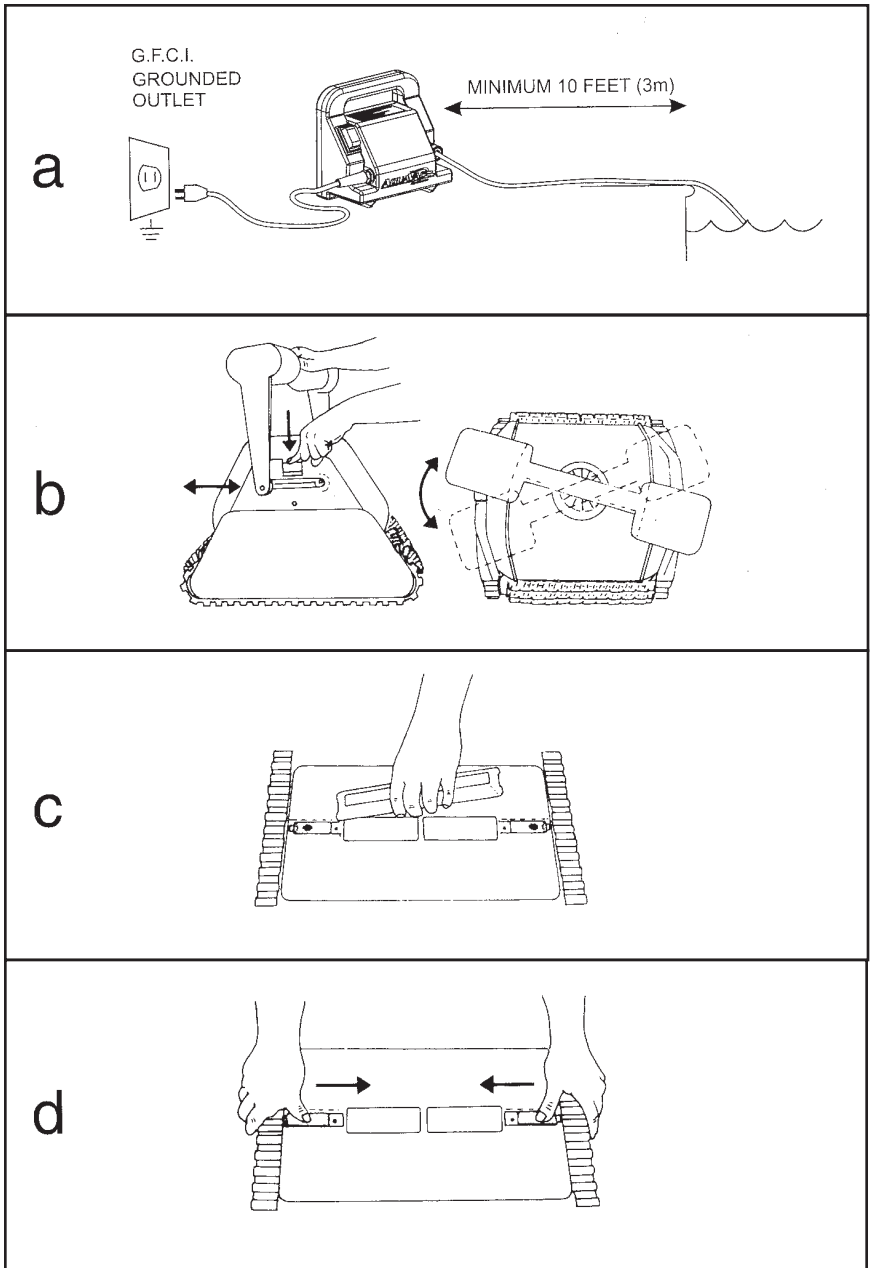 G.F.C.I.
GROUNDED
OUTLET
MINIMUM 10 FEET (3m)
a
b
c
d